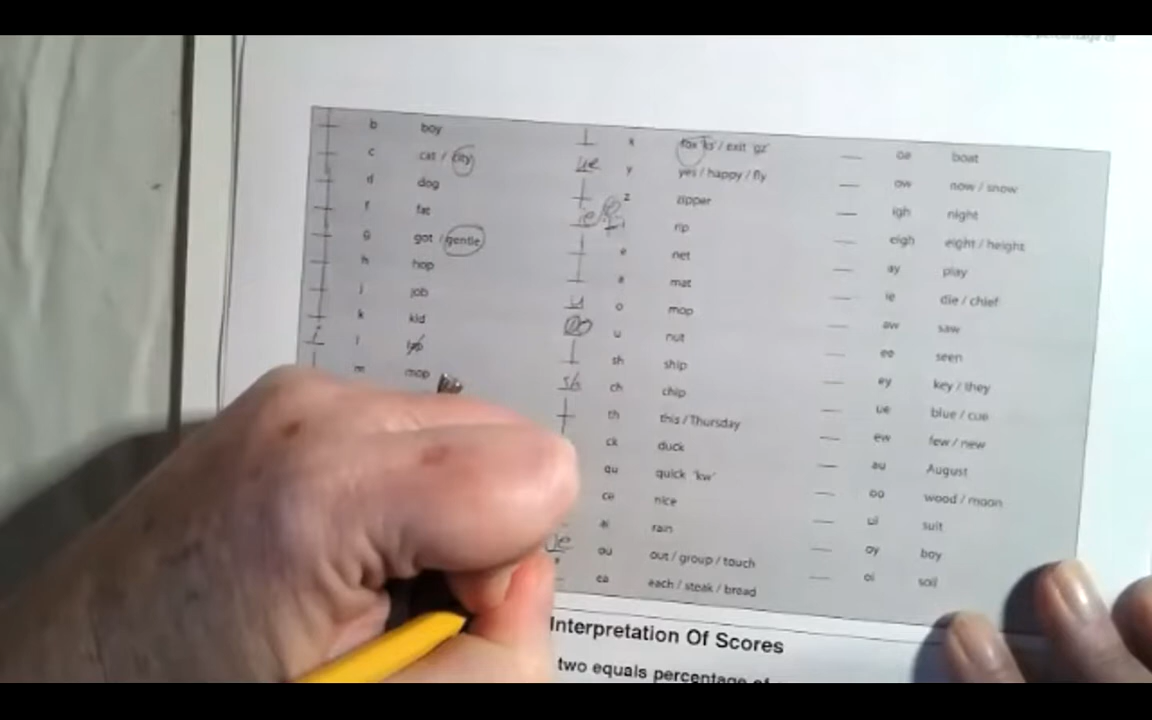 + b boy
+ c cat / city
+ d dog
+ f fat
+ g got / gentle
+ h hop
+ j job
+ k kid
i l
m mop
+ x fox 'ks' / exit 'gz'
ue y yes / happy / fly
+ z zipper
rip
+ e net
+ a mat
u o mop
u nut
+ sh ship
sh ch chip
+ th this / Thursday
ck duck
qu quick 'kw'
ce nice
ai rain
ou out / group / touch
ea each / steak / bread
oe boat
ow now / snow
igh night
eigh eight / height
ay play
ie die / chief
aw saw
ee seen
ey key / they
ue blue / cue
ew few / new
au August
oo wood / moon
ui suit
oy boy
oi soil
Interpretation Of Scores
two equals percentage of